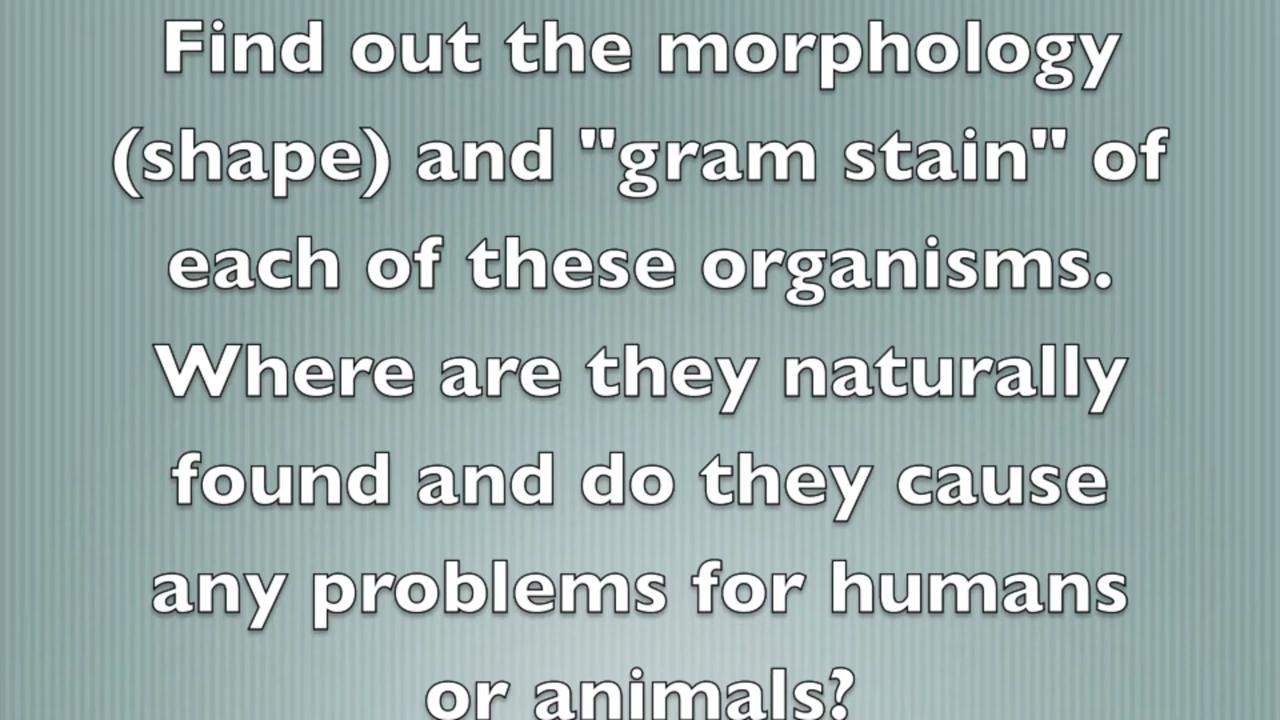 Find out the morphology
(shape) and "gram stain" of
each of these organisms.
Where are they naturally
found and do they cause
any problems for humans
or animals?